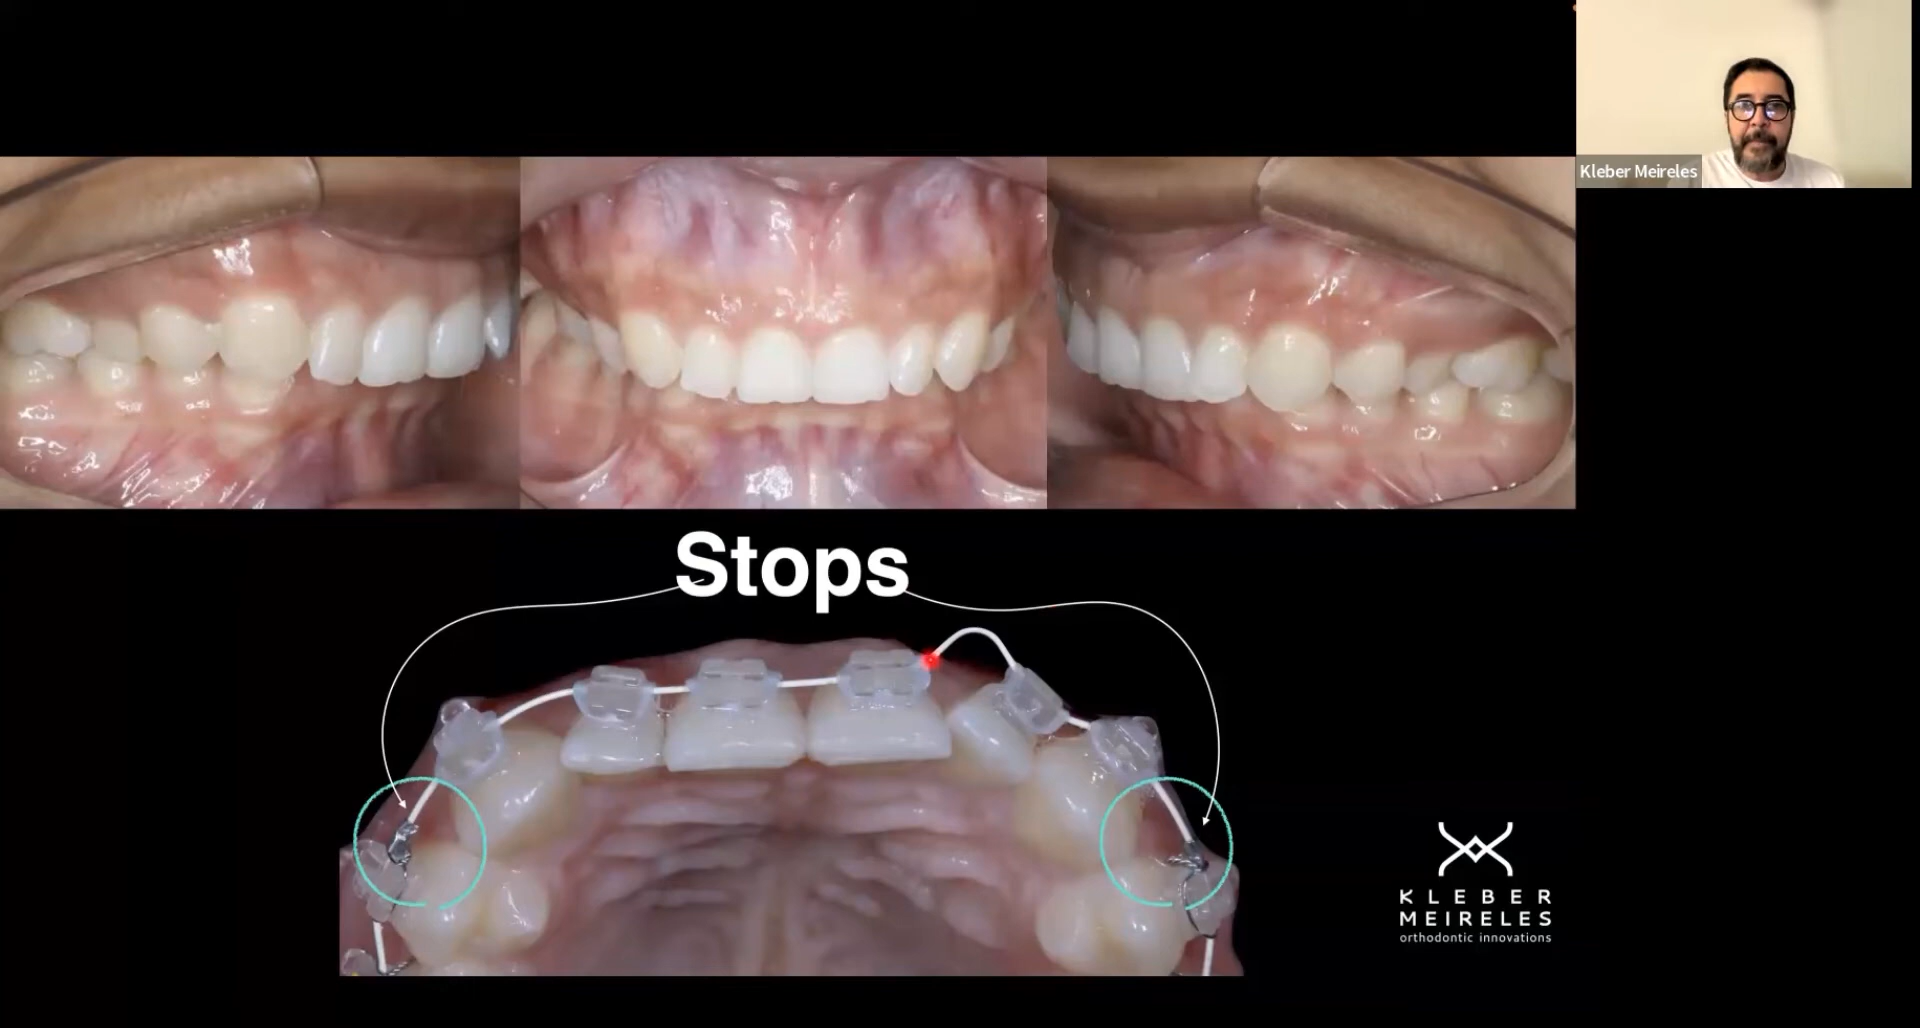 Kleber Meireles
Stops
KLEBER
MEIRELES
orthodontic innovations